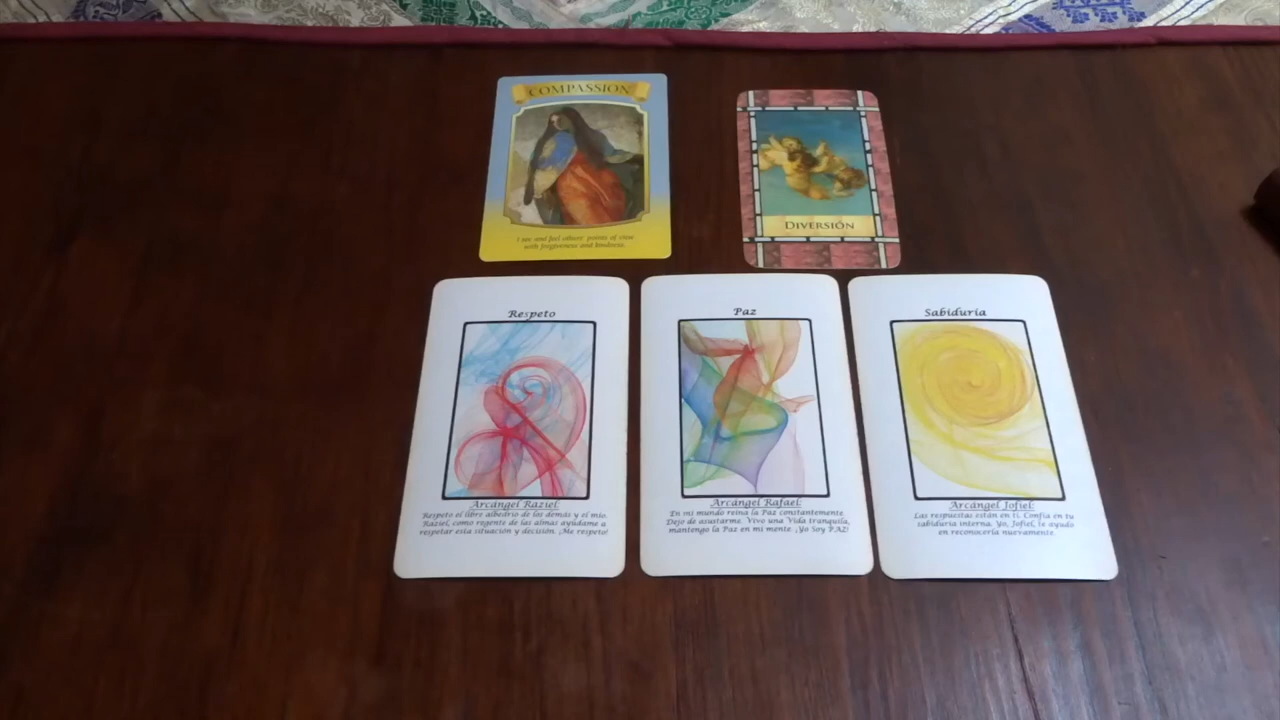 COMPASSION
I see and feel others' points of view
with forgiveness and kindness.
DIVERSIÓN
Respeto
Arcángel Raziel:
Respeto el libre albedrío de los demás y el mío.
Raziel, como regente de las almas ayúdame a
respetar esta situación y decisión. ¡Me respeto!
Paz
Arcángel Rafael:
En mi mundo reina la Paz constantemente.
Dejo de asustarme. Vivo una Vida tranquila,
mantengo la Paz en mi mente. ¡Yo Soy PAZ!
Sabiduría
Arcángel Jofiel:
Las respuestas están en ti. Confía en tu
sabiduría interna. Yo, Jofiel, te ayudo
en reconocerla nuevamente.